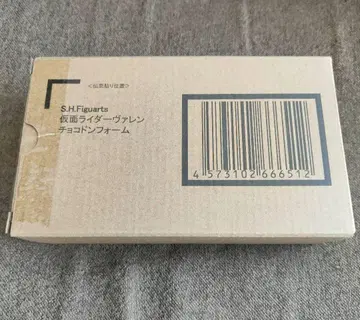 <伝票貼り位置>
S.H.Figuarts
仮面ライダーヴァレン
チョコドンフォーム
4 573102 666512